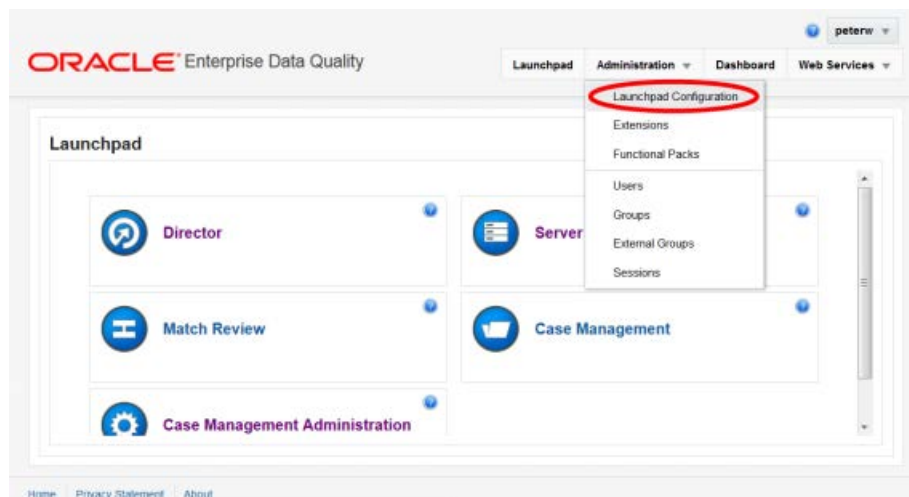 peterw
ORACLE Enterprise Data Quality
Launchpad Administration Dashboard Web Services
Launchpad Configuration
Extensions
Functional Packs
Users
Groups
External Groups
Sessions
Launchpad
Director
Server
Match Review
Case Management
Case Management Administration
Home Privacy Statement About